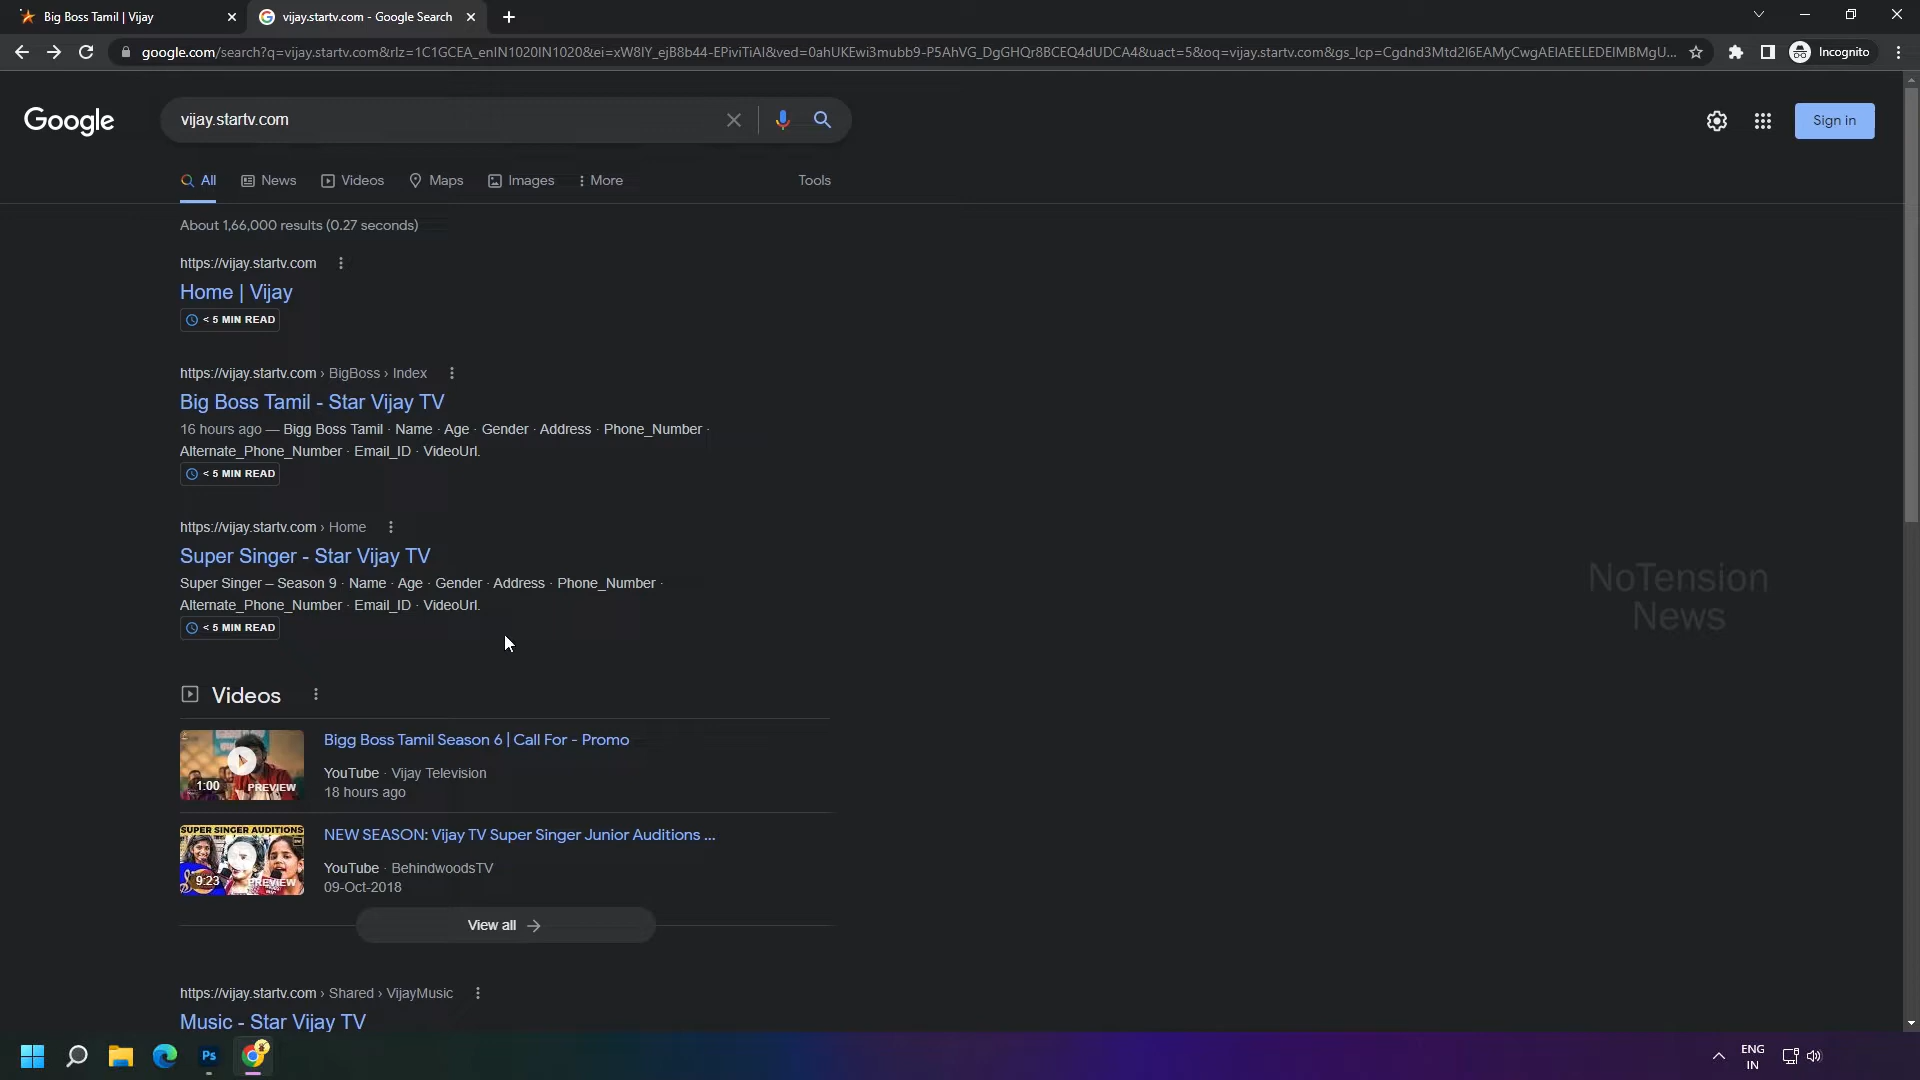 Big Boss Tamil | Vijay
vijay.startv.com - Google Search
google.com/search?q=vijay.startv.com&rlz=1C1GCEA_enIN1020IN1020&ei=xW8IY_ejB8b44-EPiviTiAI&ved=0ahUKEwi3mubb9-P5AhVG_DgGHQr8BCEQ4dUDCA4&uact=5&oq=vijay.startv.com&gs_lcp=Cgdnd3Mtd2l6EAMyCwgAEIAEELEDEIMBMgU...
Incognito
Google
vijay.startv.com
Sign in
All
News
Videos
Maps
Images
More
Tools
About 1,66,000 results (0.27 seconds)
https://vijay.startv.com
Home | Vijay
< 5 MIN READ
https://vijay.startv.com › BigBoss › Index
Big Boss Tamil - Star Vijay TV
16 hours ago — Bigg Boss Tamil · Name · Age · Gender · Address · Phone_Number ·
Alternate_Phone_Number · Email_ID · VideoUrl.
< 5 MIN READ
https://vijay.startv.com › Home
Super Singer - Star Vijay TV
Super Singer – Season 9 · Name · Age · Gender · Address · Phone_Number ·
Alternate_Phone_Number · Email_ID · VideoUrl.
< 5 MIN READ
NoTension
News
Videos
1:00
PREVIEW
Bigg Boss Tamil Season 6 | Call For - Promo
YouTube · Vijay Television
18 hours ago
SUPER SINGER AUDITIONS
9:23
PREVIEW
NEW SEASON: Vijay TV Super Singer Junior Auditions ...
YouTube · BehindwoodsTV
09-Oct-2018
View all
https://vijay.startv.com › Shared › VijayMusic
Music - Star Vijay TV
Ps
ENG
IN